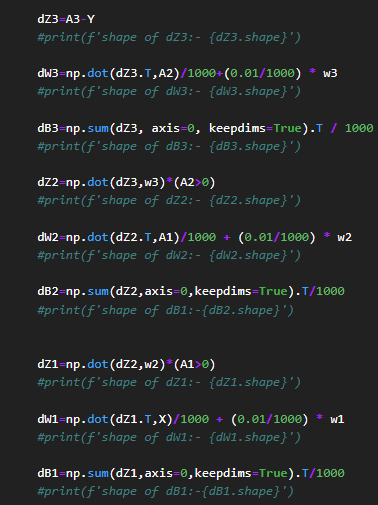 dZ3=A3-Y
#print(f'shape of dZ3:- {dZ3.shape}')
dW3=np.dot(dZ3.T,A2)/1000+(0.01/1000) * w3
#print(f'shape of dW3:- {dW3.shape}')
dB3=np.sum(dZ3, axis=0, keepdims=True).T / 1000
#print(f'shape of dB3:- {dB3.shape}')
dZ2=np.dot(dZ3,w3)*(A2>0)
#print(f'shape of dZ2:- {dZ2.shape}')
dW2=np.dot(dZ2.T,A1)/1000 + (0.01/1000) * w2
#print(f'shape of dW2:- {dW2.shape}')
dB2=np.sum(dZ2,axis=0,keepdims=True).T/1000
#print(f'shape of dB1:-{dB2.shape}')
dZ1=np.dot(dZ2,w2)*(A1>0)
#print(f'shape of dZ1:- {dZ1.shape}')
dW1=np.dot(dZ1.T,X)/1000 + (0.01/1000) * w1
#print(f'shape of dW1:- {dW1.shape}')
dB1=np.sum(dZ1,axis=0,keepdims=True).T/1000
#print(f'shape of dB1:-{dB1.shape}')